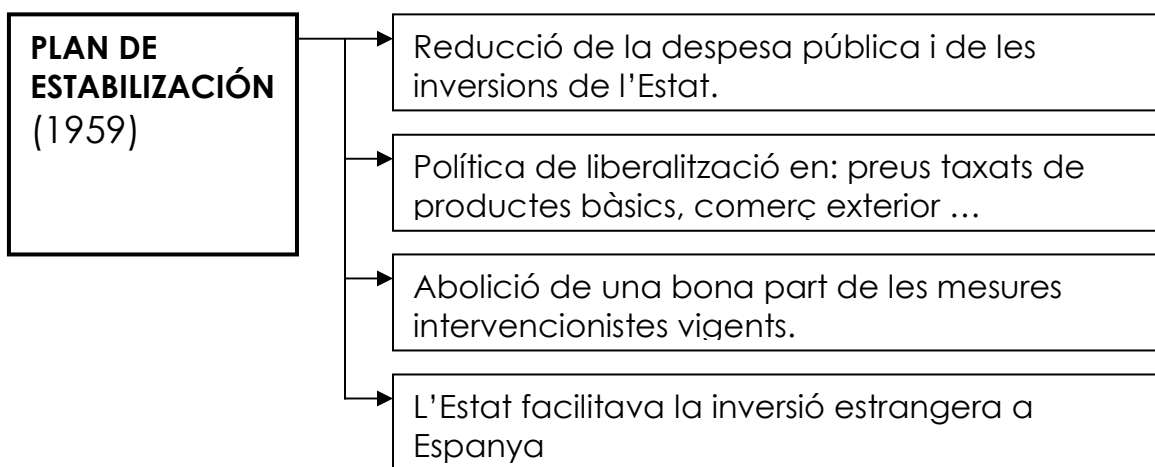 PLAN DE
ESTABILIZACIÓN
(1959)
Reducció de la despesa pública i de les
inversions de l’Estat.
Política de liberalització en: preus taxats de
productes bàsics, comerç exterior …
Abolició de una bona part de les mesures
intervencionistes vigents.
L’Estat facilitava la inversió estrangera a
Espanya